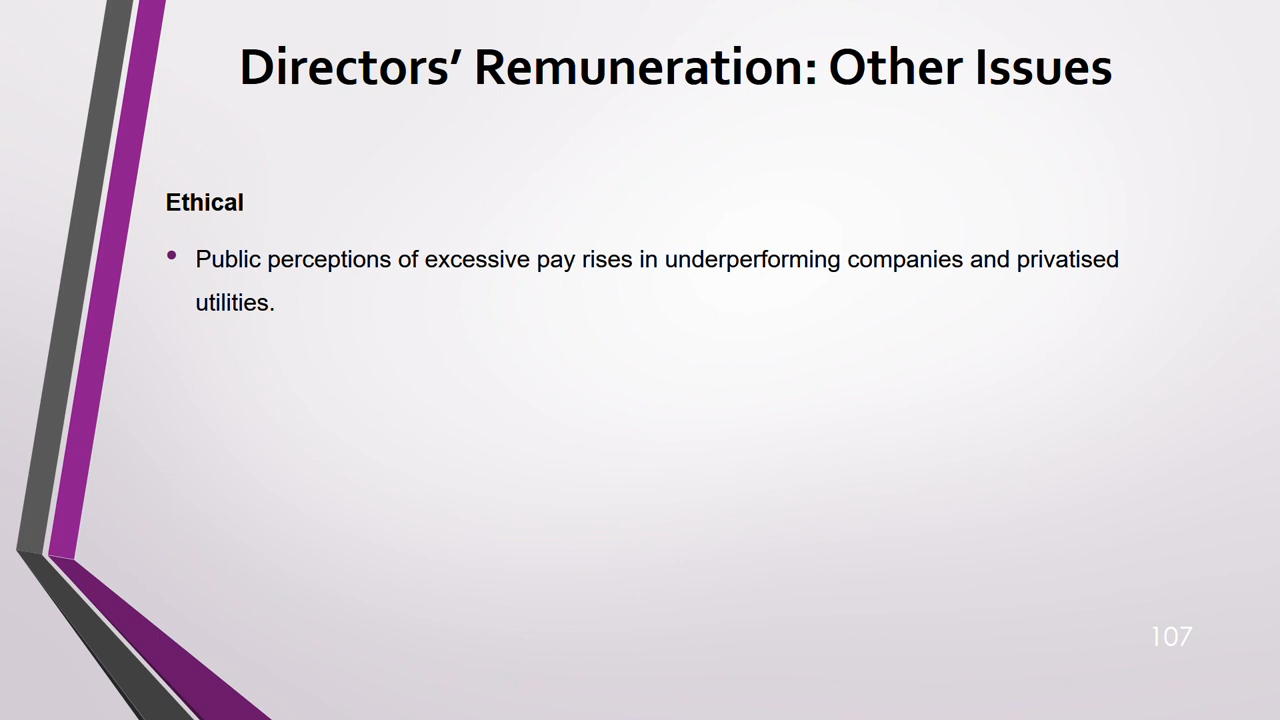 Directors’ Remuneration: Other Issues
Ethical
• Public perceptions of excessive pay rises in underperforming companies and privatised
utilities.
107